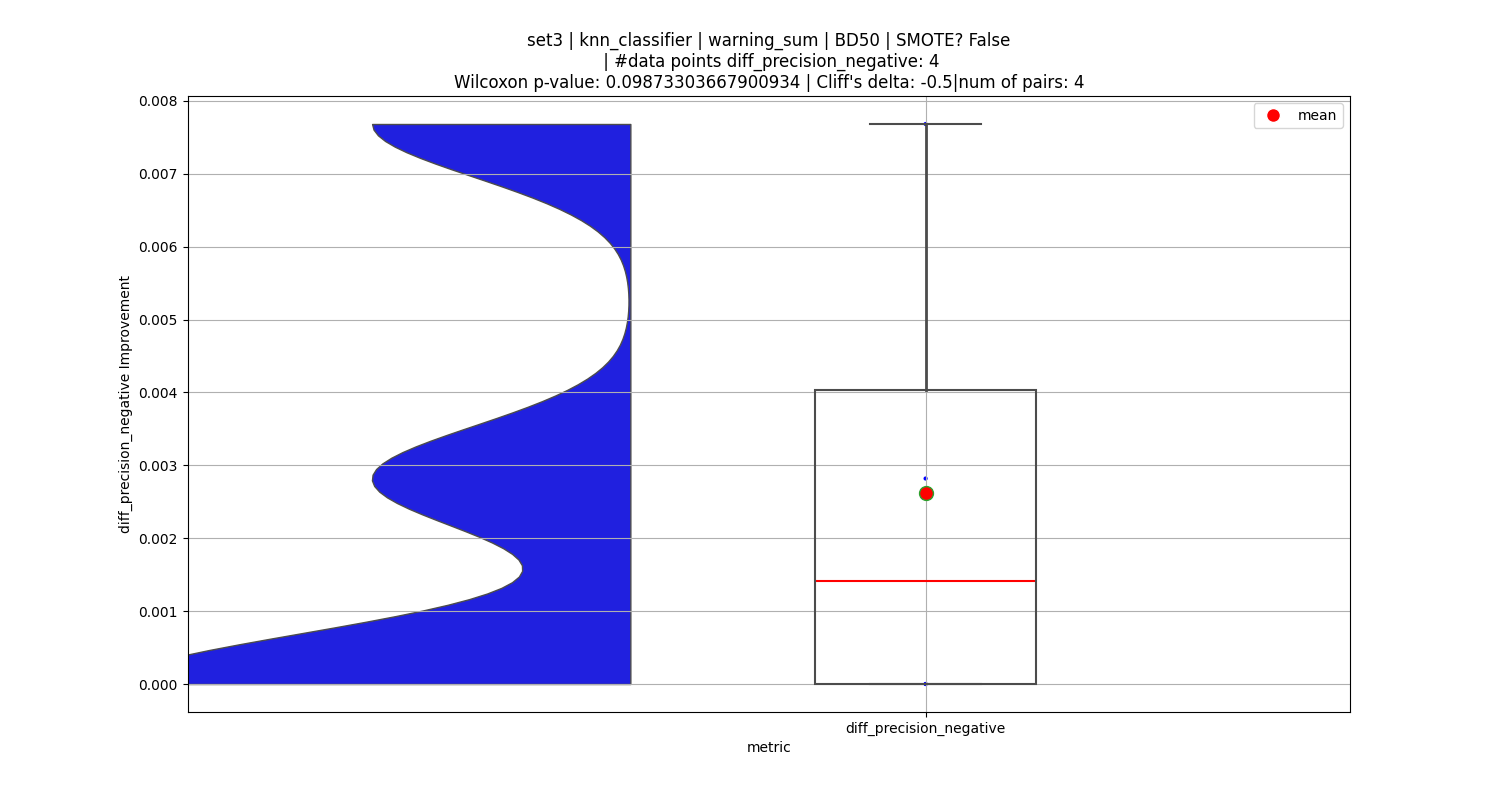 set3 | knn_classifier | warning_sum | BD50 | SMOTE? False
| #data points diff_precision_negative: 4
Wilcoxon p-value: 0.09873303667900934 | Cliff's delta: -0.5|num of pairs: 4
mean
0.008
0.007
0.006
0.005
0.004
0.003
0.002
0.001
0.000
diff_precision_negative Improvement
diff_precision_negative
metric